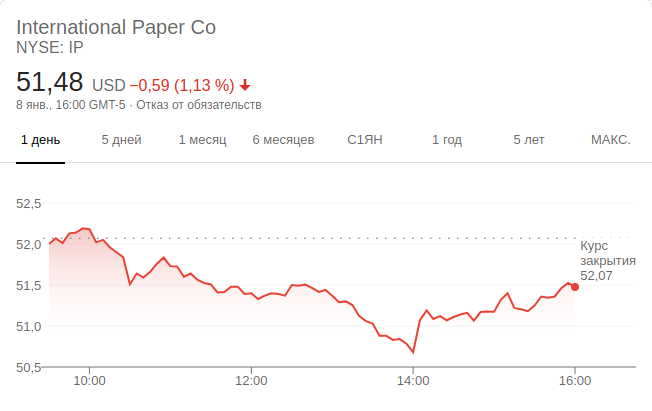 International Paper Co
NYSE: IP
51,48 USD −0,59 (1,13 %)
8 янв., 16:00 GMT-5 · Отказ от обязательств
1 день 5 дней 1 месяц 6 месяцев С1ЯН 1 год 5 лет МАКС.
52,5
52,0
Курс
закрытия
52,07
51,5
51,0
50,5
10:00 12:00 14:00 16:00